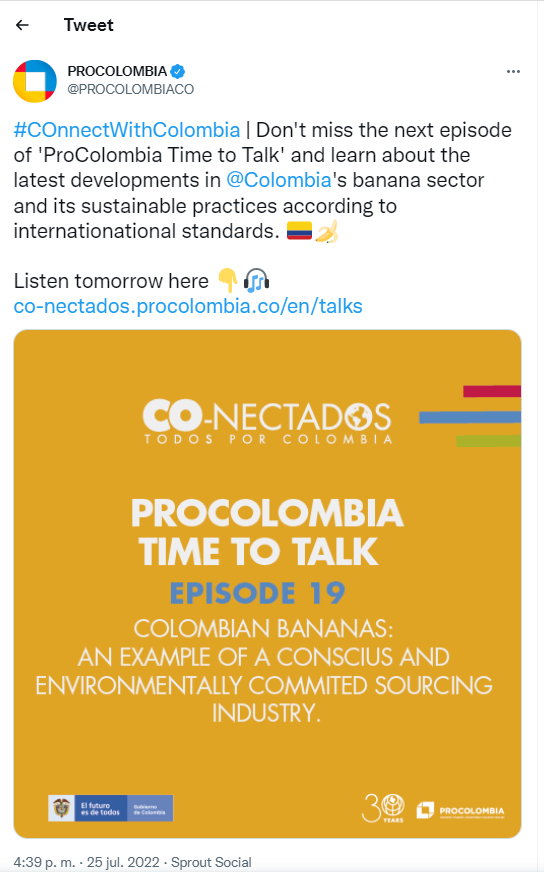 Tweet
PROCOLOMBIA
@PROCOLOMBIACO
#COnnectWithColombia | Don't miss the next episode
of 'ProColombia Time to Talk' and learn about the
latest developments in @Colombia's banana sector
and its sustainable practices according to
internationational standards. 🇨🇴🍌
Listen tomorrow here 👇🎧
co-nectados.procolombia.co/en/talks
CO-NECTADOS
TODOS POR COLOMBIA
PROCOLOMBIA
TIME TO TALK
EPISODE 19
COLOMBIAN BANANAS:
AN EXAMPLE OF A CONSCIUS AND
ENVIRONMENTALLY COMMITED SOURCING
INDUSTRY.
El futuro
es de todos
Gobierno
de Colombia
30
YEARS
PROCOLOMBIA
4:39 p. m. · 25 jul. 2022 · Sprout Social